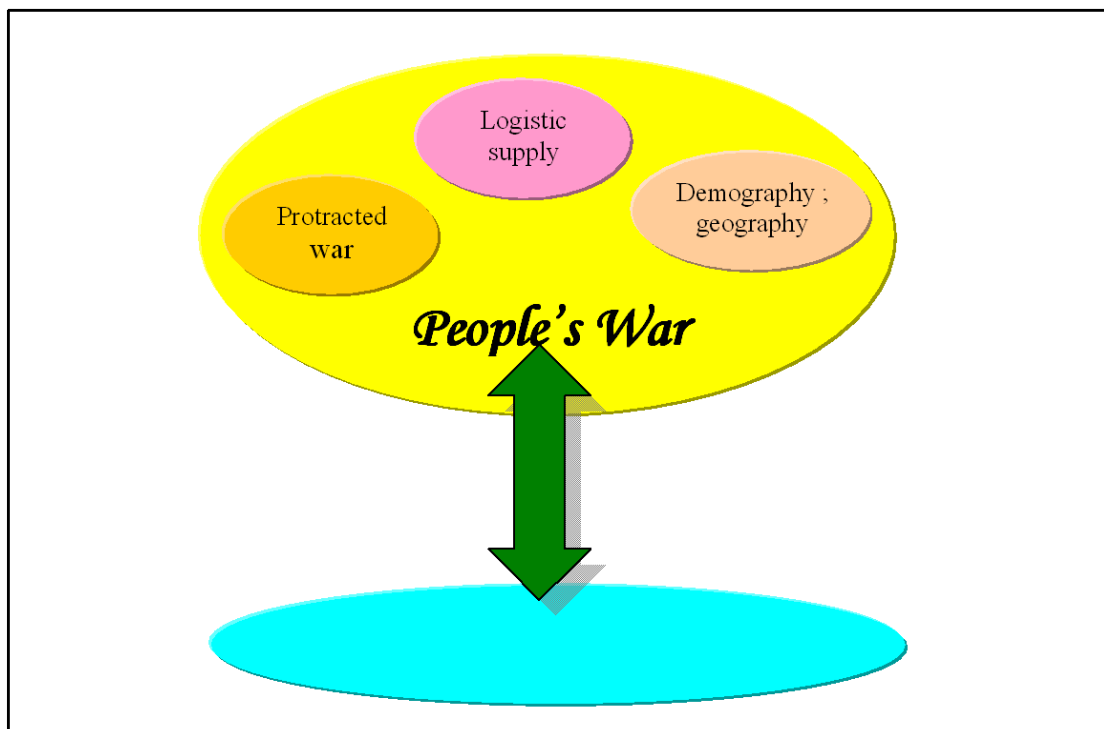 Logistic
supply
Demography ;
geography
Protracted
war
People's War